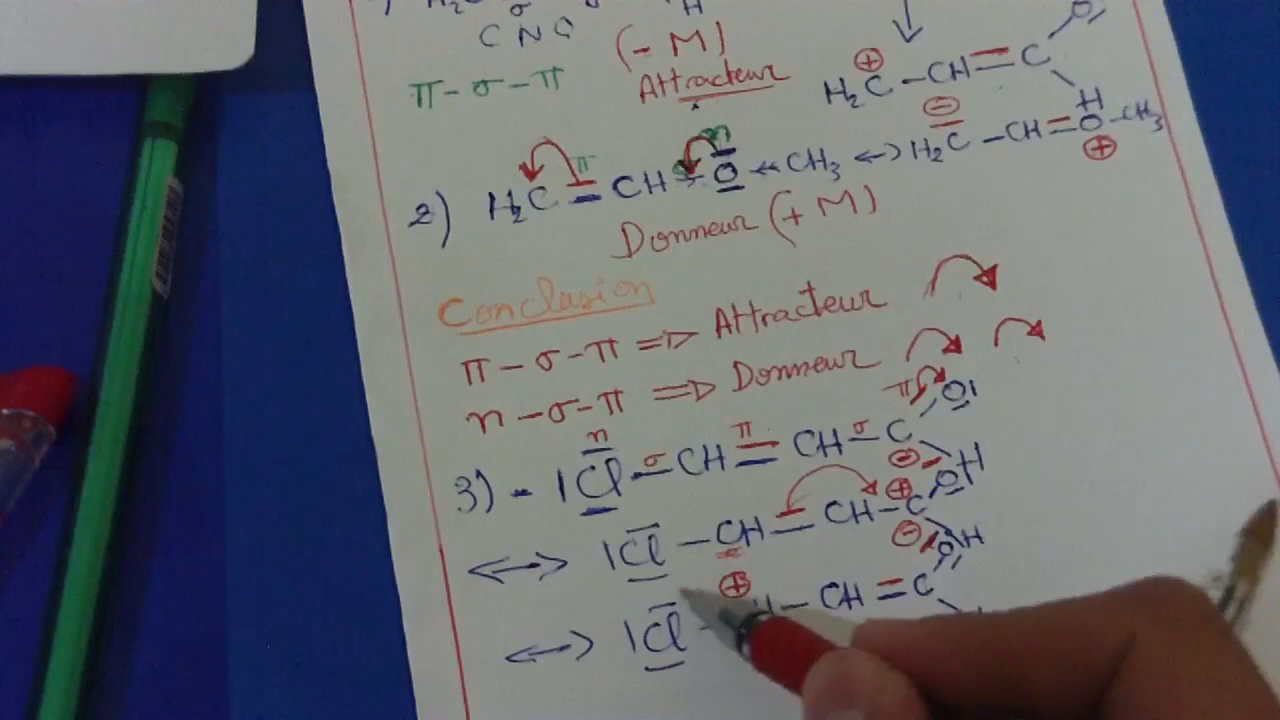 C N O (-M)
π-σ-π Attracteur
H₂C⊕-CH=C
H
2) H₂C=CH-O←CH₃ ↔ H₂C⊖-CH=O⊕-CH₃
π n
Donneur (+M)
Conclusion
π-σ-π => Attracteur
n-σ-π => Donneur
n σ π σ π
3) - |Cl-CH=CH-C O H
↔ |Cl-CH=CH-C⊕ O⊖ H
↔ |Cl ⊕ H-CH=C O⊖ H